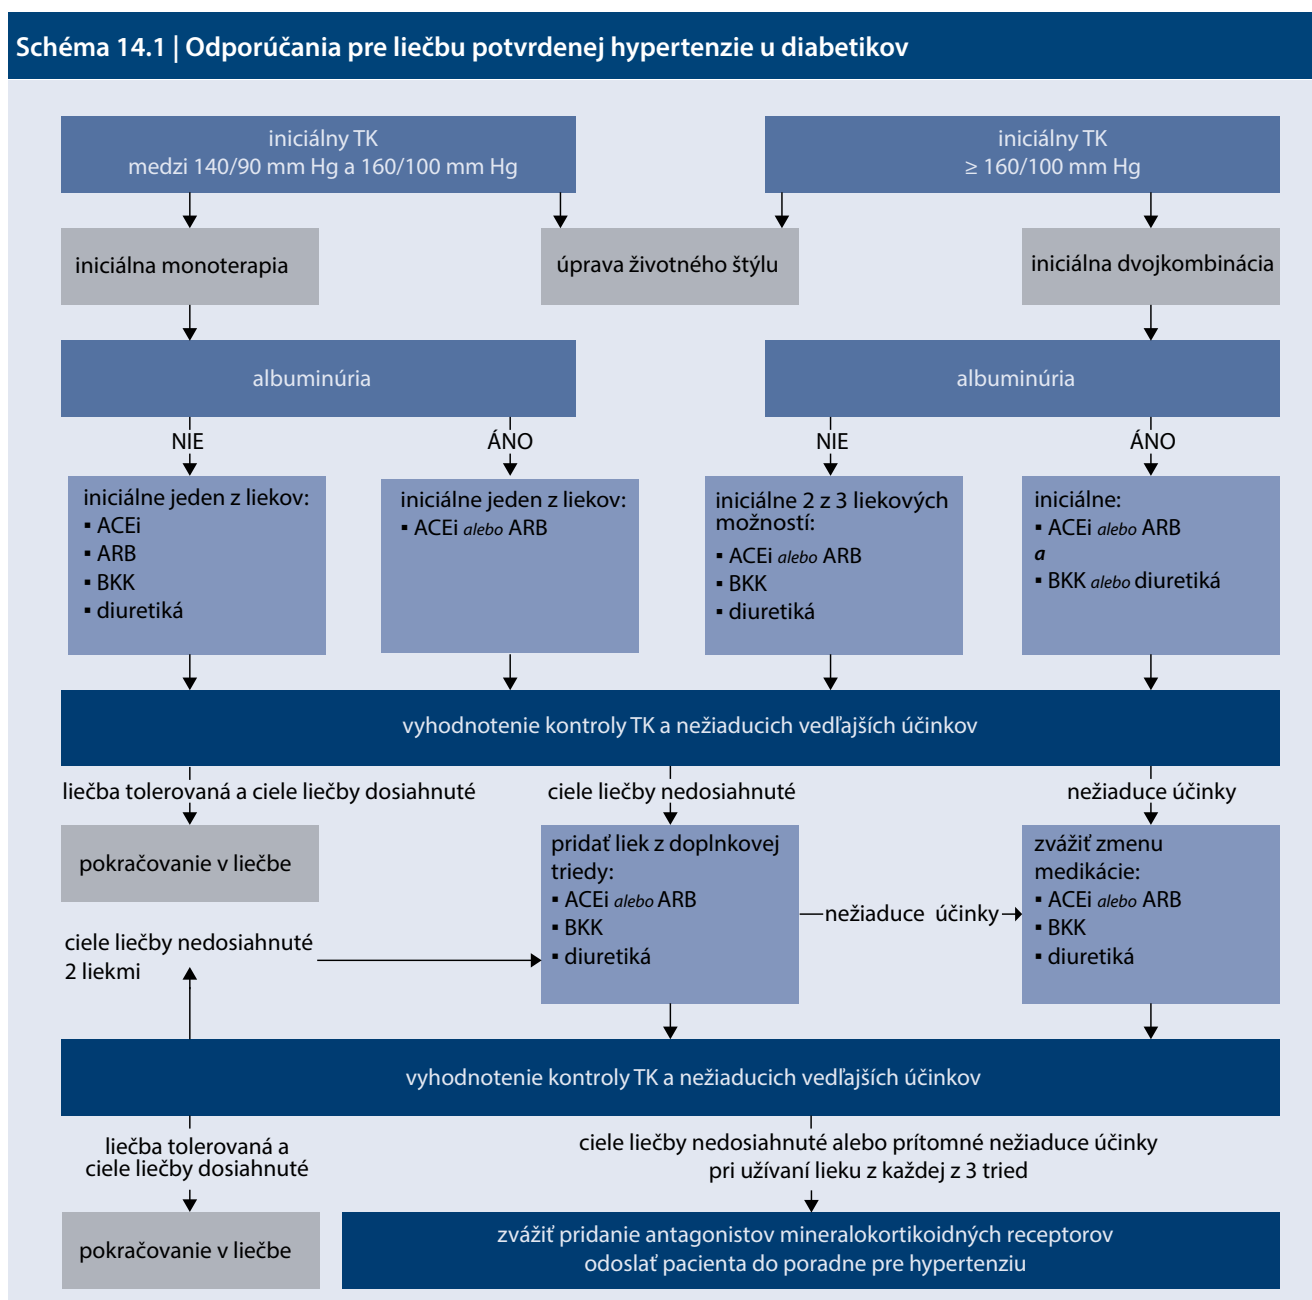 Schéma 14.1 | Odporúčania pre liečbu potvrdenej hypertenzie u diabetikov
iniciálny TK
medzi 140/90 mm Hg a 160/100 mm Hg
iniciálny TK
≥ 160/100 mm Hg
iniciálna monoterapia
úprava životného štýlu
iniciálna dvojkombinácia
albuminúria
albuminúria
NIE
ÁNO
NIE
ÁNO
iniciálne jeden z liekov:
▪ ACEi
▪ ARB
▪ BKK
▪ diuretiká
iniciálne jeden z liekov:
▪ ACEi alebo ARB
iniciálne 2 z 3 liekových
možností:
▪ ACEi alebo ARB
▪ BKK
▪ diuretiká
iniciálne:
▪ ACEi alebo ARB
a
▪ BKK alebo diuretiká
vyhodnotenie kontroly TK a nežiaducich vedľajších účinkov
liečba tolerovaná a ciele liečby dosiahnuté
ciele liečby nedosiahnuté
nežiaduce účinky
pokračovanie v liečbe
pridať liek z doplnkovej
triedy:
▪ ACEi alebo ARB
▪ BKK
▪ diuretiká
nežiaduce účinky
zvážiť zmenu
medikácie:
▪ ACEi alebo ARB
▪ BKK
▪ diuretiká
ciele liečby nedosiahnuté
2 liekmi
vyhodnotenie kontroly TK a nežiaducich vedľajších účinkov
liečba tolerovaná a
ciele liečby dosiahnuté
ciele liečby nedosiahnuté alebo prítomné nežiaduce účinky
pri užívaní lieku z každej z 3 tried
pokračovanie v liečbe
zvážiť pridanie antagonistov mineralokortikoidných receptorov
odoslať pacienta do poradne pre hypertenziu